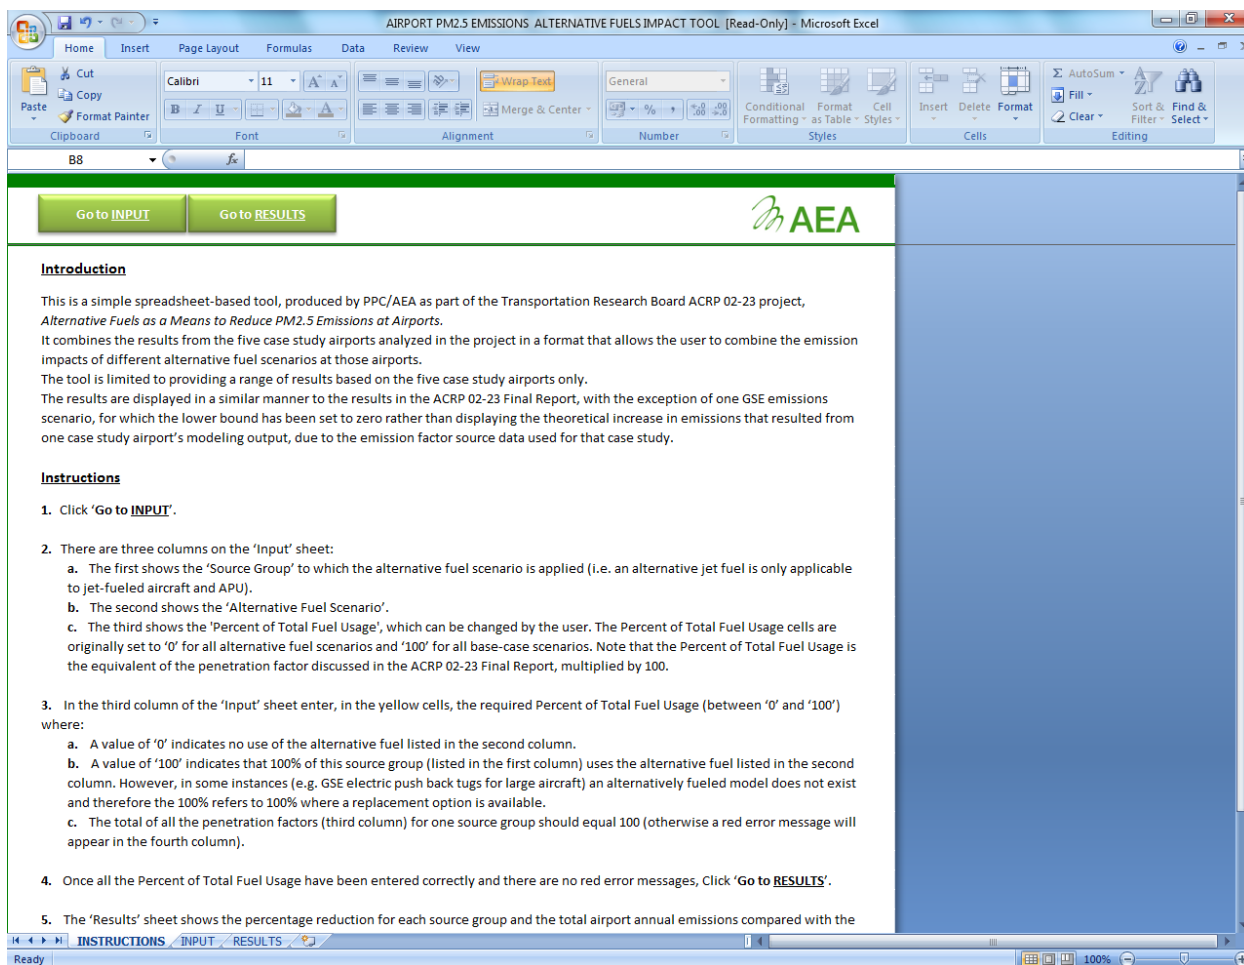 AIRPORT PM2.5 EMISSIONS ALTERNATIVE FUELS IMPACT TOOL [Read-Only] - Microsoft Excel
Home Insert Page Layout Formulas Data Review View
Paste
Cut
Copy
Format Painter
Clipboard
Calibri 11
B I U
Font
Wrap Text
Merge & Center
Alignment
General
% ,
Number
Conditional Formatting
Format as Table
Cell Styles
Styles
Insert Delete Format
Cells
Σ AutoSum
Fill
Clear
Sort & Filter
Find & Select
Editing
B8 fx
Go to INPUT Go to RESULTS AEA
Introduction
This is a simple spreadsheet-based tool, produced by PPC/AEA as part of the Transportation Research Board ACRP 02-23 project,
Alternative Fuels as a Means to Reduce PM2.5 Emissions at Airports.
It combines the results from the five case study airports analyzed in the project in a format that allows the user to combine the emission
impacts of different alternative fuel scenarios at those airports.
The tool is limited to providing a range of results based on the five case study airports only.
The results are displayed in a similar manner to the results in the ACRP 02-23 Final Report, with the exception of one GSE emissions
scenario, for which the lower bound has been set to zero rather than displaying the theoretical increase in emissions that resulted from
one case study airport's modeling output, due to the emission factor source data used for that case study.
Instructions
1. Click ‘Go to INPUT’.
2. There are three columns on the ‘Input’ sheet:
a. The first shows the ‘Source Group’ to which the alternative fuel scenario is applied (i.e. an alternative jet fuel is only applicable
to jet-fueled aircraft and APU).
b. The second shows the ‘Alternative Fuel Scenario’.
c. The third shows the 'Percent of Total Fuel Usage', which can be changed by the user. The Percent of Total Fuel Usage cells are
originally set to ‘0’ for all alternative fuel scenarios and ‘100’ for all base-case scenarios. Note that the Percent of Total Fuel Usage is
the equivalent of the penetration factor discussed in the ACRP 02-23 Final Report, multiplied by 100.
3. In the third column of the ‘Input’ sheet enter, in the yellow cells, the required Percent of Total Fuel Usage (between ‘0’ and ‘100’)
where:
a. A value of ‘0’ indicates no use of the alternative fuel listed in the second column.
b. A value of ‘100’ indicates that 100% of this source group (listed in the first column) uses the alternative fuel listed in the second
column. However, in some instances (e.g. GSE electric push back tugs for large aircraft) an alternatively fueled model does not exist
and therefore the 100% refers to 100% where a replacement option is available.
c. The total of all the penetration factors (third column) for one source group should equal 100 (otherwise a red error message will
appear in the fourth column).
4. Once all the Percent of Total Fuel Usage have been entered correctly and there are no red error messages, Click ‘Go to RESULTS’.
5. The ‘Results’ sheet shows the percentage reduction for each source group and the total airport annual emissions compared with the
INSTRUCTIONS INPUT RESULTS
Ready 100%